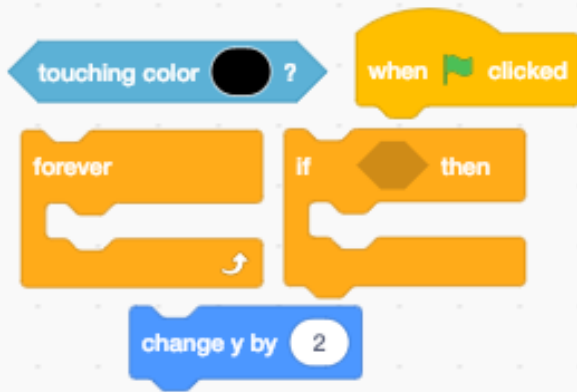 touching color ?
when clicked
forever
if then
change y by 2